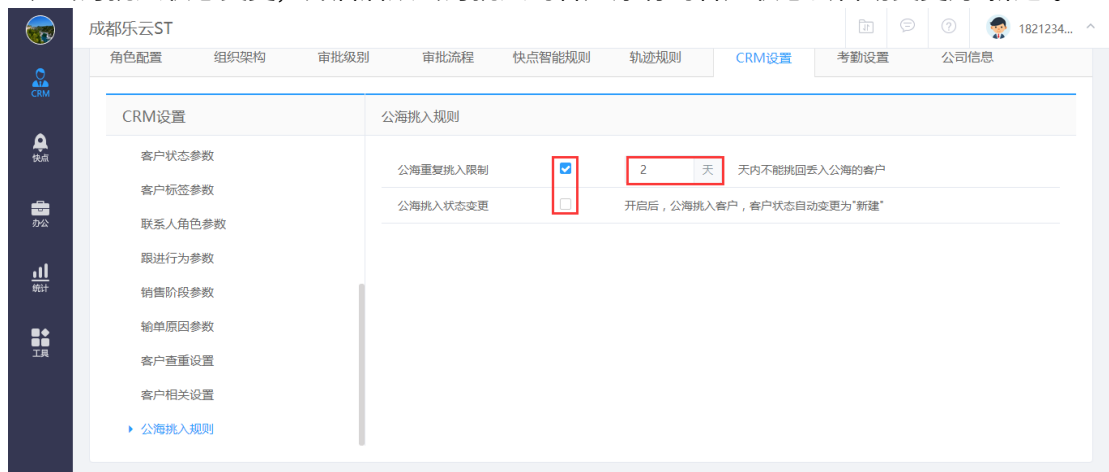 成都乐云ST
1821234...
角色配置 组织架构 审批级别 审批流程 快点智能规则 轨迹规则 CRM设置 考勤设置 公司信息
CRM
快点
办公
统计
工具
CRM设置
客户状态参数
客户标签参数
联系人角色参数
跟进行为参数
销售阶段参数
输单原因参数
客户查重设置
客户相关设置
公海挑入规则
公海挑入规则
公海重复挑入限制 2 天 天内不能挑回丢入公海的客户
公海挑入状态变更 开启后，公海挑入客户，客户状态自动变更为"新建"